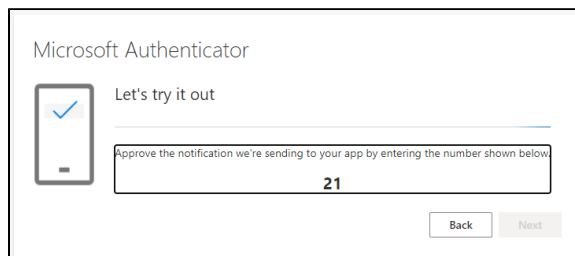 Microsoft Authenticator
Let's try it out
Approve the notification we're sending to your app by entering the number shown below.
21
Back
Next